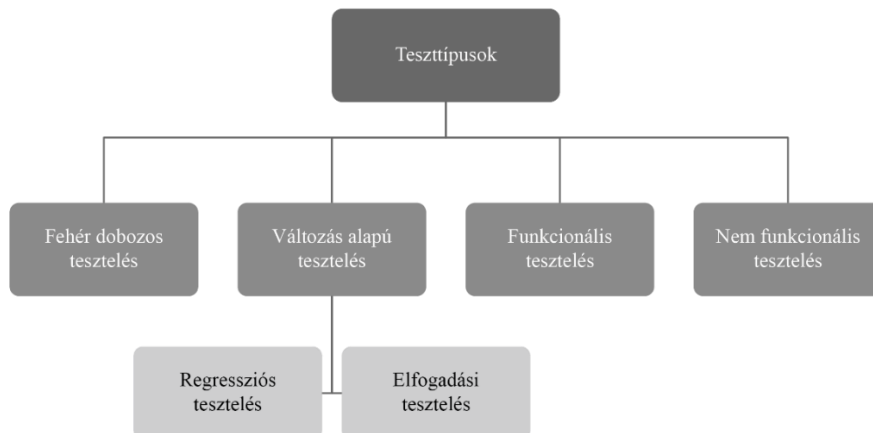 Teszttípusok
Fehér dobozos
tesztelés
Változás alapú
tesztelés
Funkcionális
tesztelés
Nem funkcionális
tesztelés
Regressziós
tesztelés
Elfogadási
tesztelés